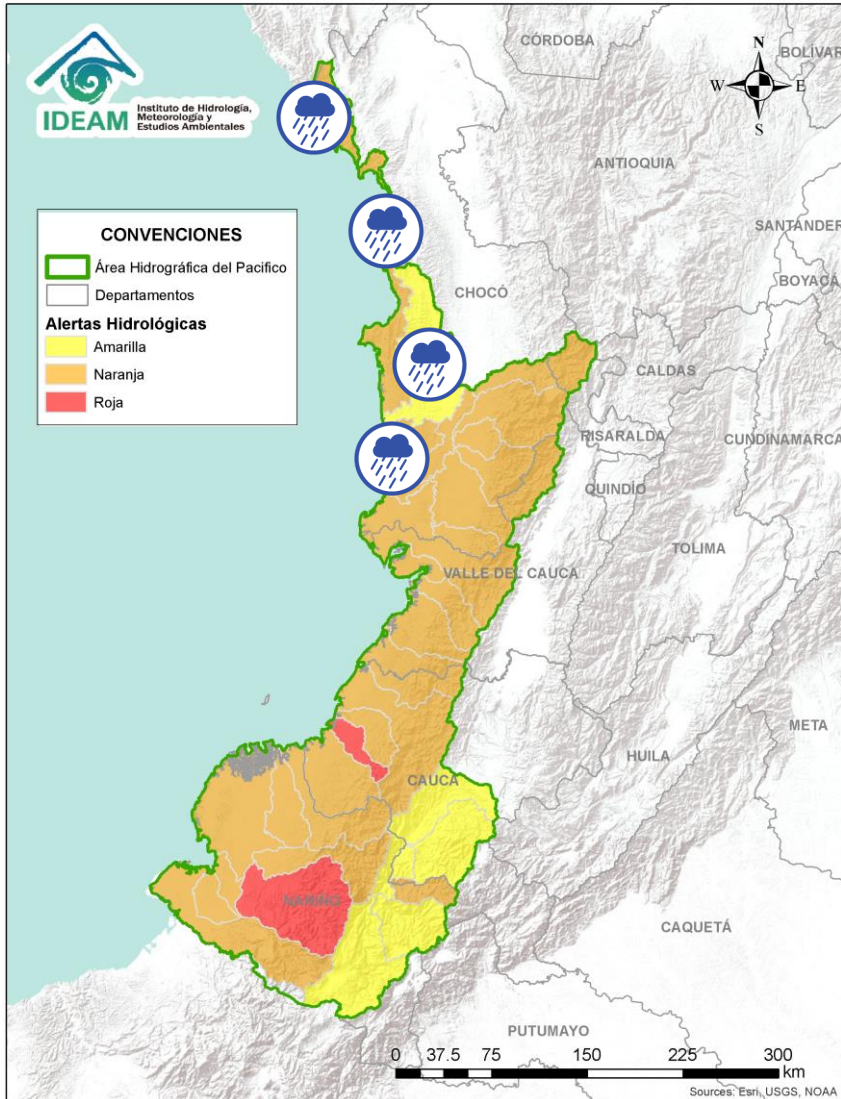 IDEAM
Instituto de Hidrología,
Meteorología y
Estudios Ambientales
CÓRDOBA
BOLÍVAR
N
W
E
S
ANTIOQUIA
SANTANDER
BOYACÁ
CONVENCIONES
Área Hidrográfica del Pacifico
Departamentos
Alertas Hidrológicas
Amarilla
Naranja
Roja
CHOCÓ
CALDAS
RISARALDA
CUNDINAMARCA
QUINDÍO
TOLIMA
VALLE DEL CAUCA
META
HUILA
CAUCA
NARIÑO
CAQUETÁ
PUTUMAYO
0 37.5 75 150 225 300
km
Sources: Esri, USGS, NOAA